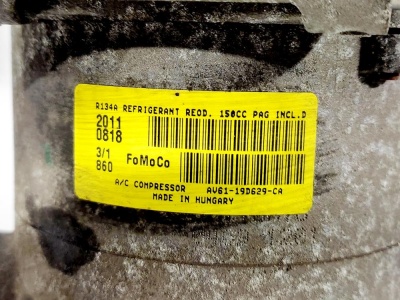 R134A REFRIGERANT REQD. 150CC PAG INCL.D
2011
0818
3/1 FoMoCo
860
A/C COMPRESSOR AV61-19D629-CA
MADE IN HUNGARY